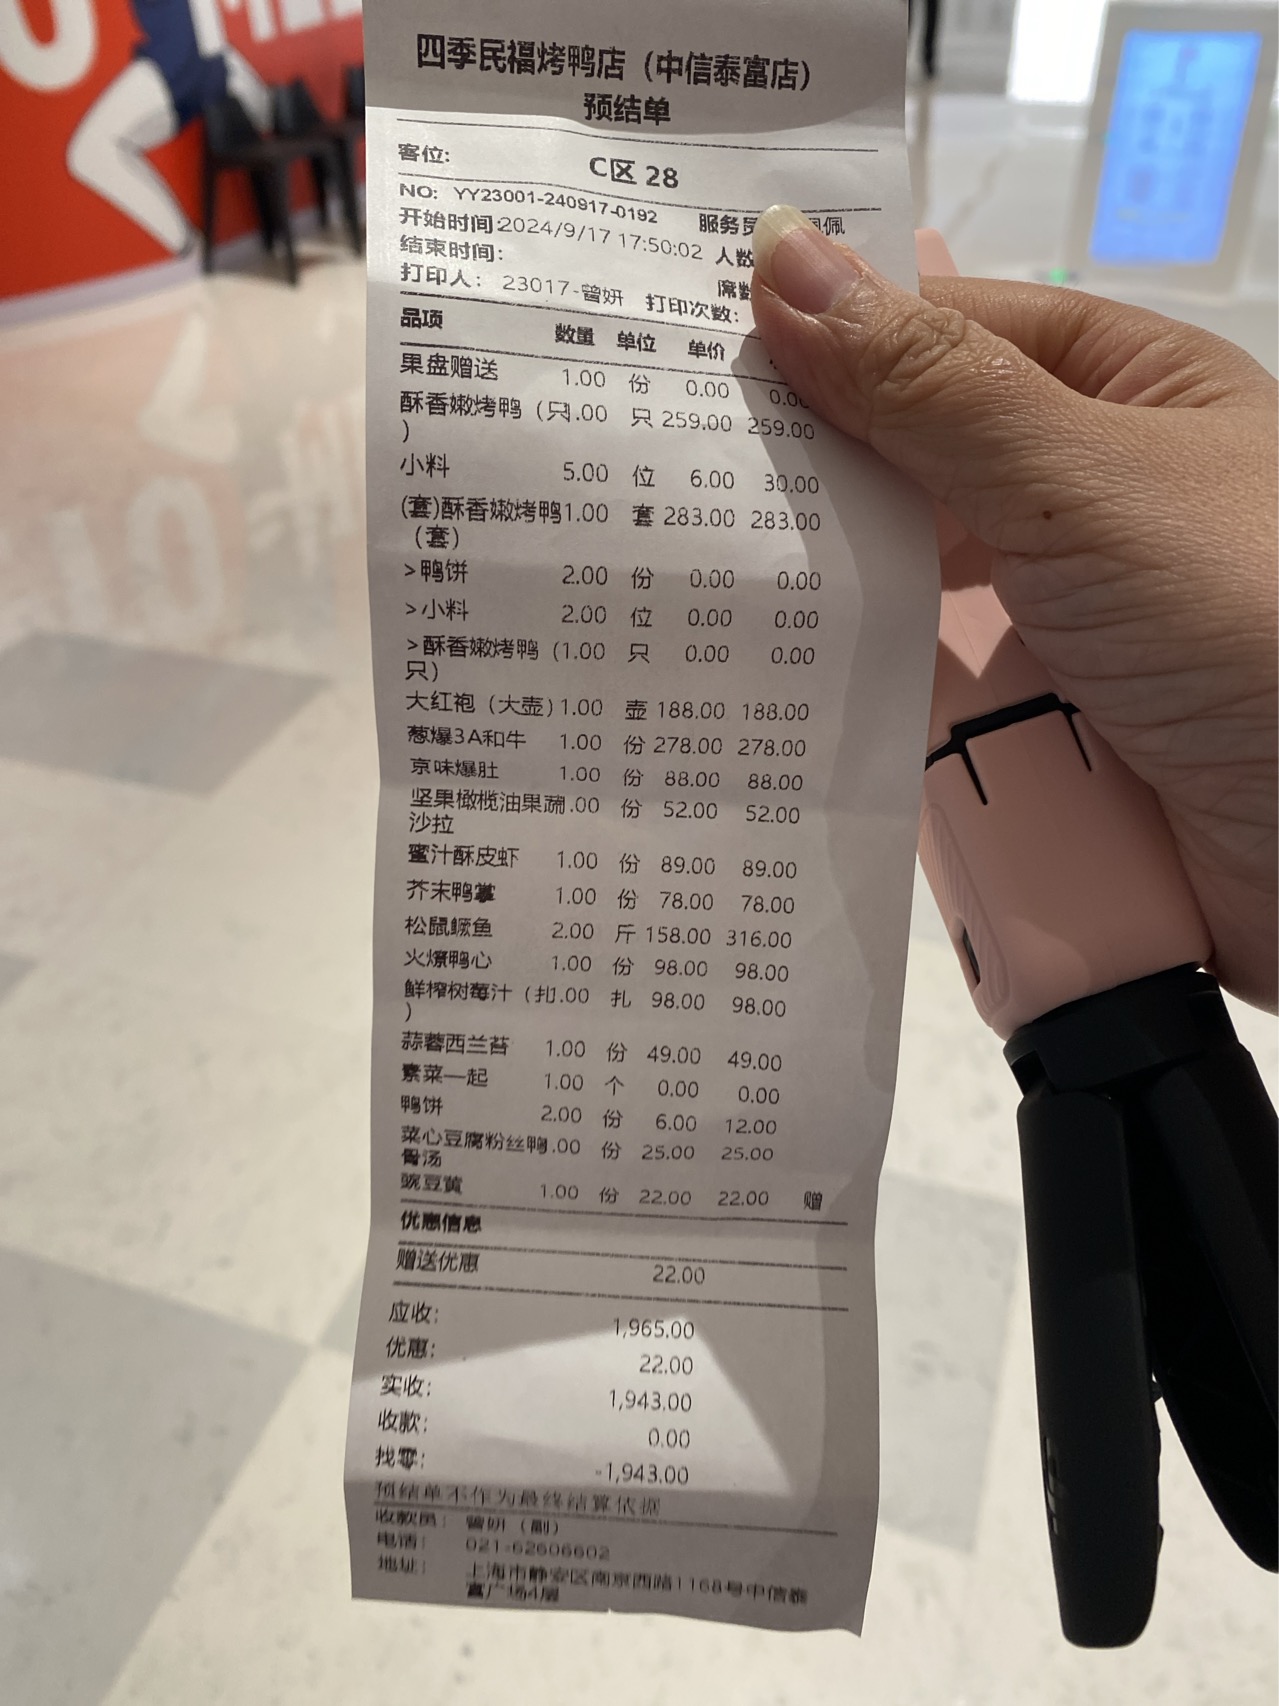 四季民福烤鸭店（中信泰富店）
预结单
客位: C区 28
NO: YY23001-240917-0192 服务员 佩
开始时间:2024/9/17 17:50:02 人数
结束时间: 席数
打印人: 23017-曾妍 打印次数:
品项 数量 单位 单价
果盘赠送 1.00 份 0.00 0.00
酥香嫩烤鸭（只1.00 只 259.00 259.00
）
小料 5.00 位 6.00 30.00
(套)酥香嫩烤鸭1.00 套 283.00 283.00
（套）
>鸭饼 2.00 份 0.00 0.00
>小料 2.00 位 0.00 0.00
>酥香嫩烤鸭（1.00 只 0.00 0.00
只）
大红袍（大壶）1.00 壶 188.00 188.00
葱爆3A和牛 1.00 份 278.00 278.00
京味爆肚 1.00 份 88.00 88.00
坚果橄榄油果蔬.00 份 52.00 52.00
沙拉
蜜汁酥皮虾 1.00 份 89.00 89.00
芥末鸭掌 1.00 份 78.00 78.00
松鼠鳜鱼 2.00 斤 158.00 316.00
火燎鸭心 1.00 份 98.00 98.00
鲜榨树莓汁（扎1.00 扎 98.00 98.00
）
蒜蓉西兰苔 1.00 份 49.00 49.00
素菜一起 1.00 个 0.00 0.00
鸭饼 2.00 份 6.00 12.00
菜心豆腐粉丝鸭.00 份 25.00 25.00
骨汤
豌豆黄 1.00 份 22.00 22.00 赠
优惠信息
赠送优惠 22.00
应收: 1,965.00
优惠: 22.00
实收: 1,943.00
收款: 0.00
找零: -1,943.00
预结单不作为最终结算依据
收款员: 曾妍（副）
电话: 021-62606602
地址: 上海市静安区南京西路1168号中信泰
富广场4层